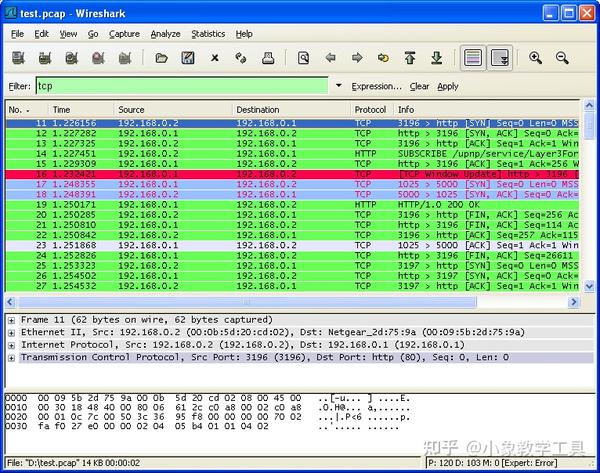 test.pcap - Wireshark
File Edit View Go Capture Analyze Statistics Help
Filter: tcp Expression... Clear Apply
No. Time Source Destination Protocol Info
11 1.226156 192.168.0.2 192.168.0.1 TCP 3196 > http [SYN] Seq=0 Len=0 MSS
12 1.227282 192.168.0.1 192.168.0.2 TCP http > 3196 [SYN, ACK] Seq=0 Ack=
13 1.227325 192.168.0.2 192.168.0.1 TCP 3196 > http [ACK] Seq=1 Ack=1 Win
14 1.227451 192.168.0.2 192.168.0.1 HTTP SUBSCRIBE /upnp/service/Layer3For
15 1.229309 192.168.0.1 192.168.0.2 TCP http > 3196 [ACK] Seq=1 Ack=256 W
16 1.232421 192.168.0.1 192.168.0.2 TCP [TCP Window Update] http > 3196 [
17 1.248355 192.168.0.1 192.168.0.2 TCP 1025 > 5000 [SYN] Seq=0 Len=0 MS
18 1.248391 192.168.0.2 192.168.0.1 TCP 5000 > 1025 [SYN, ACK] Seq=0 Ack=
19 1.250171 192.168.0.1 192.168.0.2 HTTP HTTP/1.0 200 OK
20 1.250285 192.168.0.2 192.168.0.1 TCP 3196 > http [FIN, ACK] Seq=256 Ac
21 1.250810 192.168.0.1 192.168.0.2 TCP http > 3196 [FIN, ACK] Seq=114 Ac
22 1.250842 192.168.0.2 192.168.0.1 TCP 3196 > http [ACK] Seq=257 Ack=115
23 1.251868 192.168.0.1 192.168.0.2 TCP 1025 > 5000 [ACK] Seq=1 Ack=1 Win
24 1.252826 192.168.0.1 192.168.0.2 TCP http > 3196 [FIN, ACK] Seq=26611
25 1.253323 192.168.0.2 192.168.0.1 TCP 3197 > http [SYN] Seq=0 Len=0 MSS
26 1.254502 192.168.0.1 192.168.0.2 TCP http > 3197 [SYN, ACK] Seq=0 Ack=
27 1.254532 192.168.0.2 192.168.0.1 TCP 3197 > http [ACK] Seq=1 Ack=1 Win
Frame 11 (62 bytes on wire, 62 bytes captured)
Ethernet II, Src: 192.168.0.2 (00:0b:5d:20:cd:02), Dst: Netgear_2d:75:9a (00:09:5b:2d:75:9a)
Internet Protocol, Src: 192.168.0.2 (192.168.0.2), Dst: 192.168.0.1 (192.168.0.1)
Transmission Control Protocol, Src Port: 3196 (3196), Dst Port: http (80), Seq: 0, Len: 0
0000 00 09 5b 2d 75 9a 00 0b 5d 20 cd 02 08 00 45 00 ..[-u... ] ....E.
0010 00 30 18 48 40 00 80 06 61 2c c0 a8 00 02 c0 a8 .0.H@... a,......
0020 00 01 0c 7c 00 50 3c 36 95 f8 00 00 00 00 70 02 ...|.P<6 ......p.
0030 fa f0 27 e0 00 00 02 04 05 b4 01 01 04 02 ..'..... ......
File: "D:\test.pcap" 14 KB 00:00:02 P: 120 D: 103 M: 0 [Expert: Error]
知乎 @小象教学工具